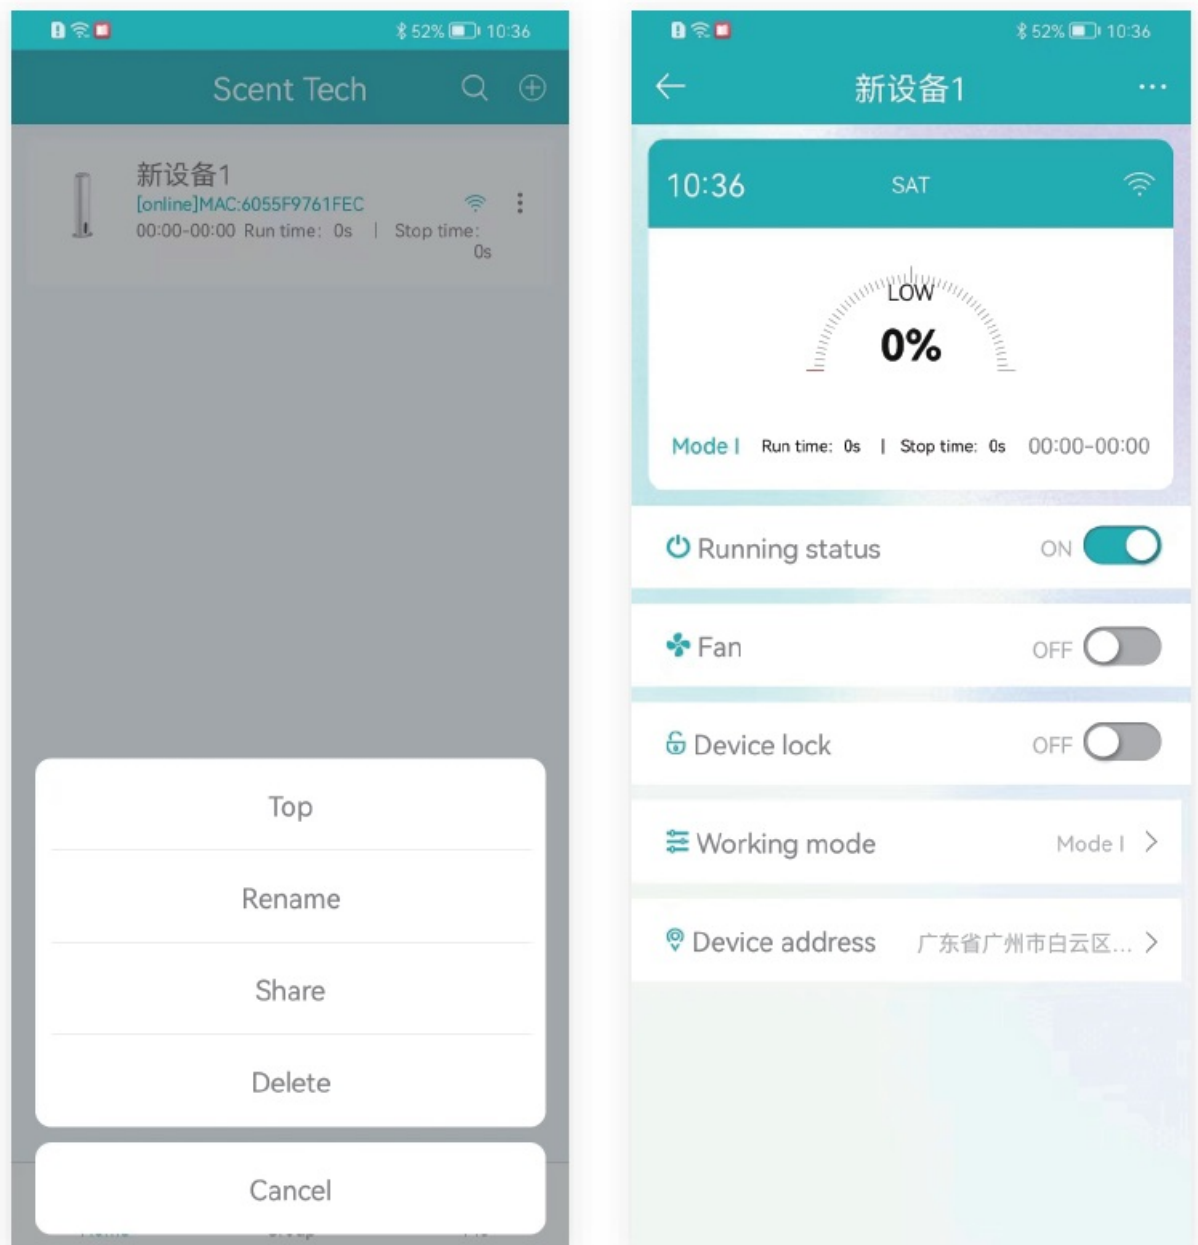 52% 10:36
Scent Tech
新设备1
[online]MAC:6055F9761FEC
00:00-00:00 Run time: 0s | Stop time:
0s
Top
Rename
Share
Delete
Cancel
52% 10:36
新设备1
10:36 SAT
LOW
0%
Mode I Run time: 0s | Stop time: 0s 00:00-00:00
Running status ON
Fan OFF
Device lock OFF
Working mode Mode I
Device address 广东省广州市白云区...